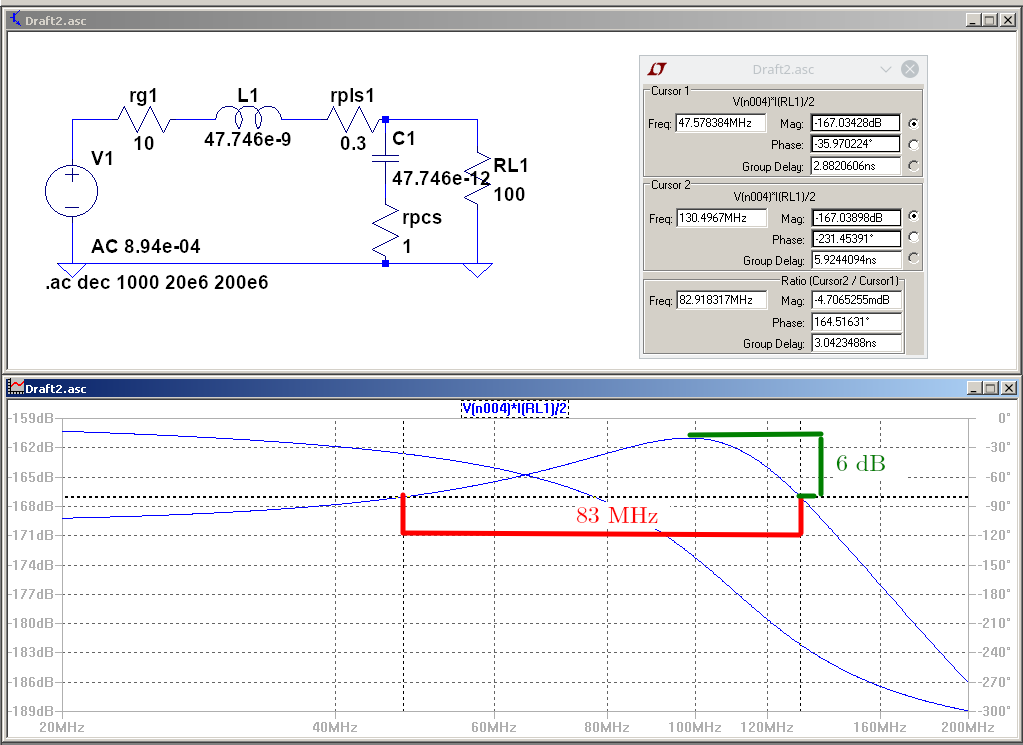 Draft2.asc
rg1
10
L1
47.746e-9
rpls1
0.3
C1
47.746e-12
RL1
100
rpcs
1
V1
AC 8.94e-04
.ac dec 1000 20e6 200e6
Draft2.asc
Cursor 1
V(n004)*I(RL1)/2
Freq: 47.578384MHz Mag: -167.03428dB
Phase: -35.970224°
Group Delay: 2.8820606ns
Cursor 2
V(n004)*I(RL1)/2
Freq: 130.4967MHz Mag: -167.03898dB
Phase: -231.45391°
Group Delay: 5.9244094ns
Ratio (Cursor2 / Cursor1)
Freq: 82.918317MHz Mag: -4.7065255mdB
Phase: 164.51631°
Group Delay: 3.0423488ns
Draft2.asc
V(n004)*I(RL1)/2
-159dB 0°
-162dB -30°
-165dB -60°
-168dB -90°
-171dB -120°
-174dB -150°
-177dB -180°
-180dB -210°
-183dB -240°
-186dB -270°
-189dB -300°
6 dB
83 MHz
20MHz 40MHz 60MHz 80MHz 100MHz 120MHz 160MHz 200MHz